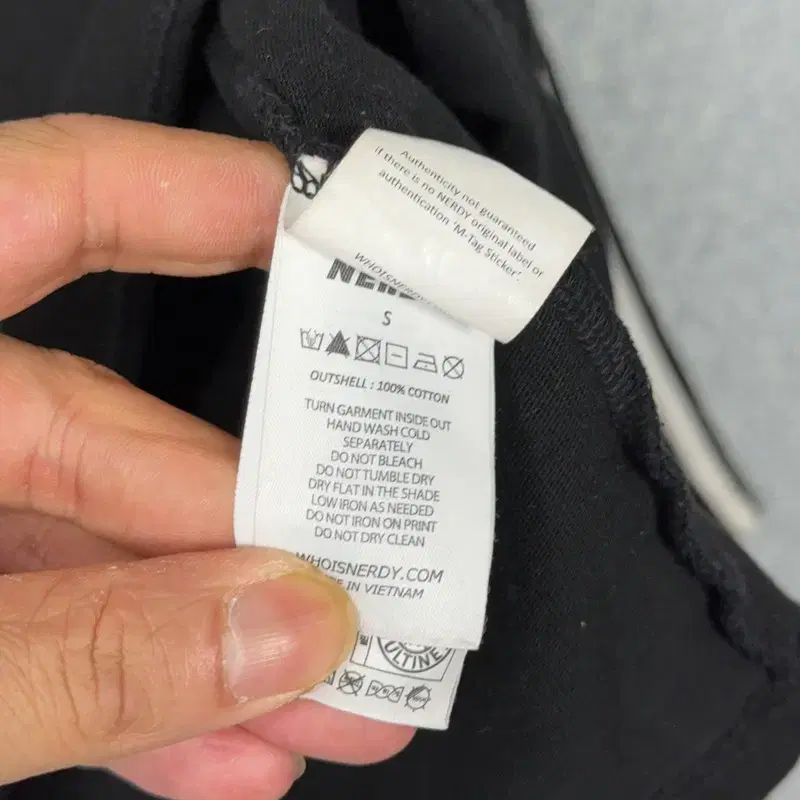 Authenticity not guaranteed
if there is no NERDY original label or
authentication 'M-Tag Sticker'.
WHOISNERDY
S
OUTSHELL : 100% COTTON
TURN GARMENT INSIDE OUT
HAND WASH COLD
SEPARATELY
DO NOT BLEACH
DO NOT TUMBLE DRY
DRY FLAT IN THE SHADE
LOW IRON AS NEEDED
DO NOT IRON ON PRINT
DO NOT DRY CLEAN
WHOISNERDY.COM
IN VIETNAM